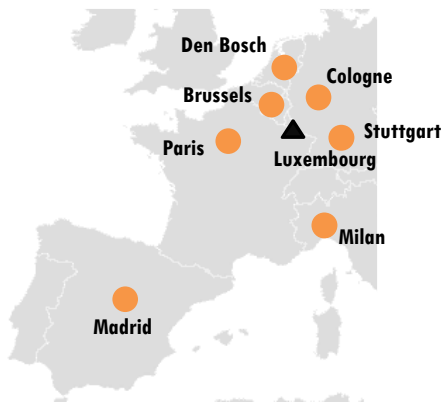 Den Bosch
Cologne
Brussels
Stuttgart
Paris
Luxembourg
Milan
Madrid